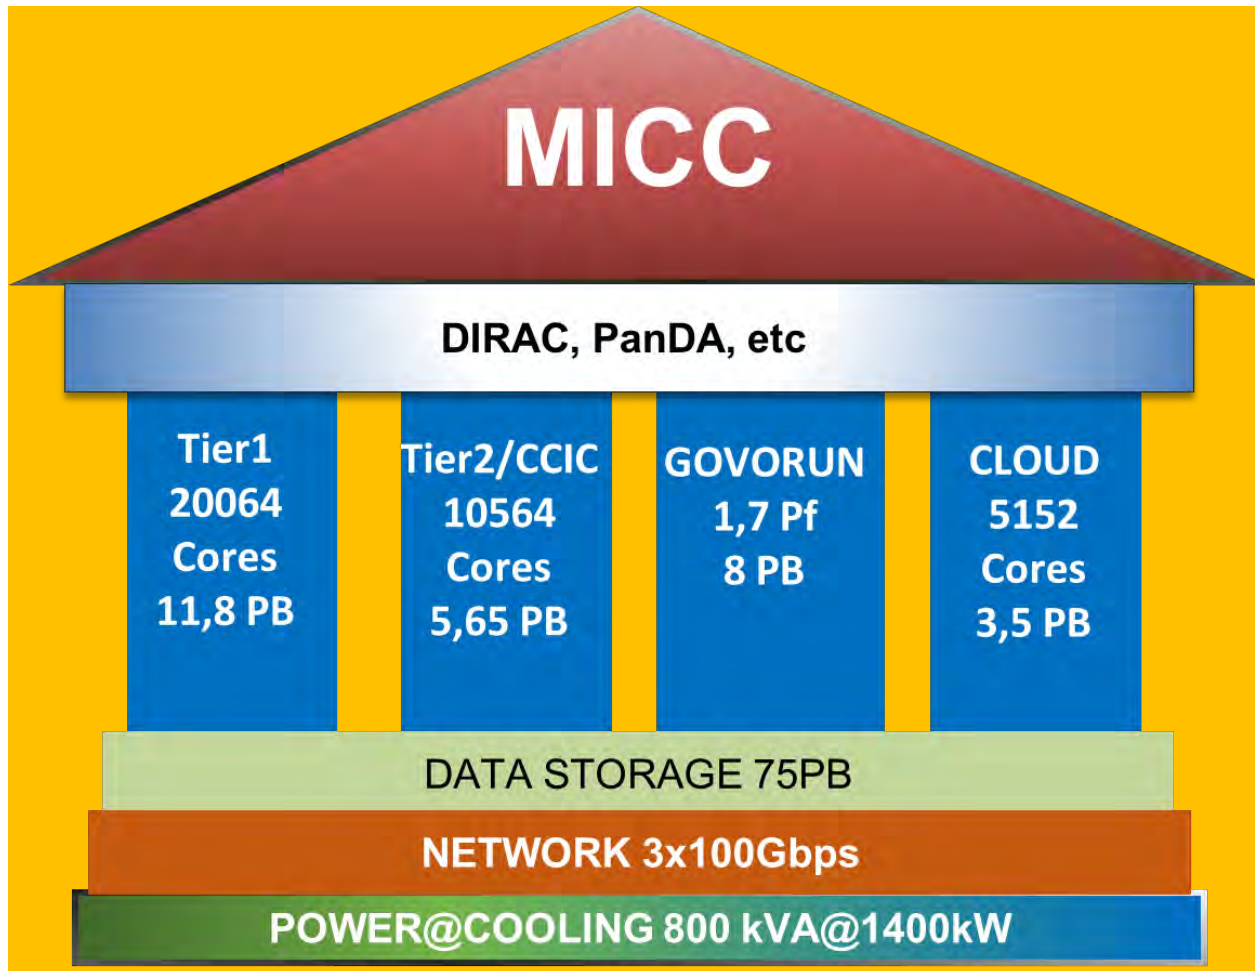 MICC
DIRAC, PanDA, etc
Tier1
20064
Cores
11,8 PB
Tier2/CCIC
10564
Cores
5,65 PB
GOVORUN
1,7 Pf
8 PB
CLOUD
5152
Cores
3,5 PB
DATA STORAGE 75PB
NETWORK 3x100Gbps
POWER@COOLING 800 kVA@1400kW